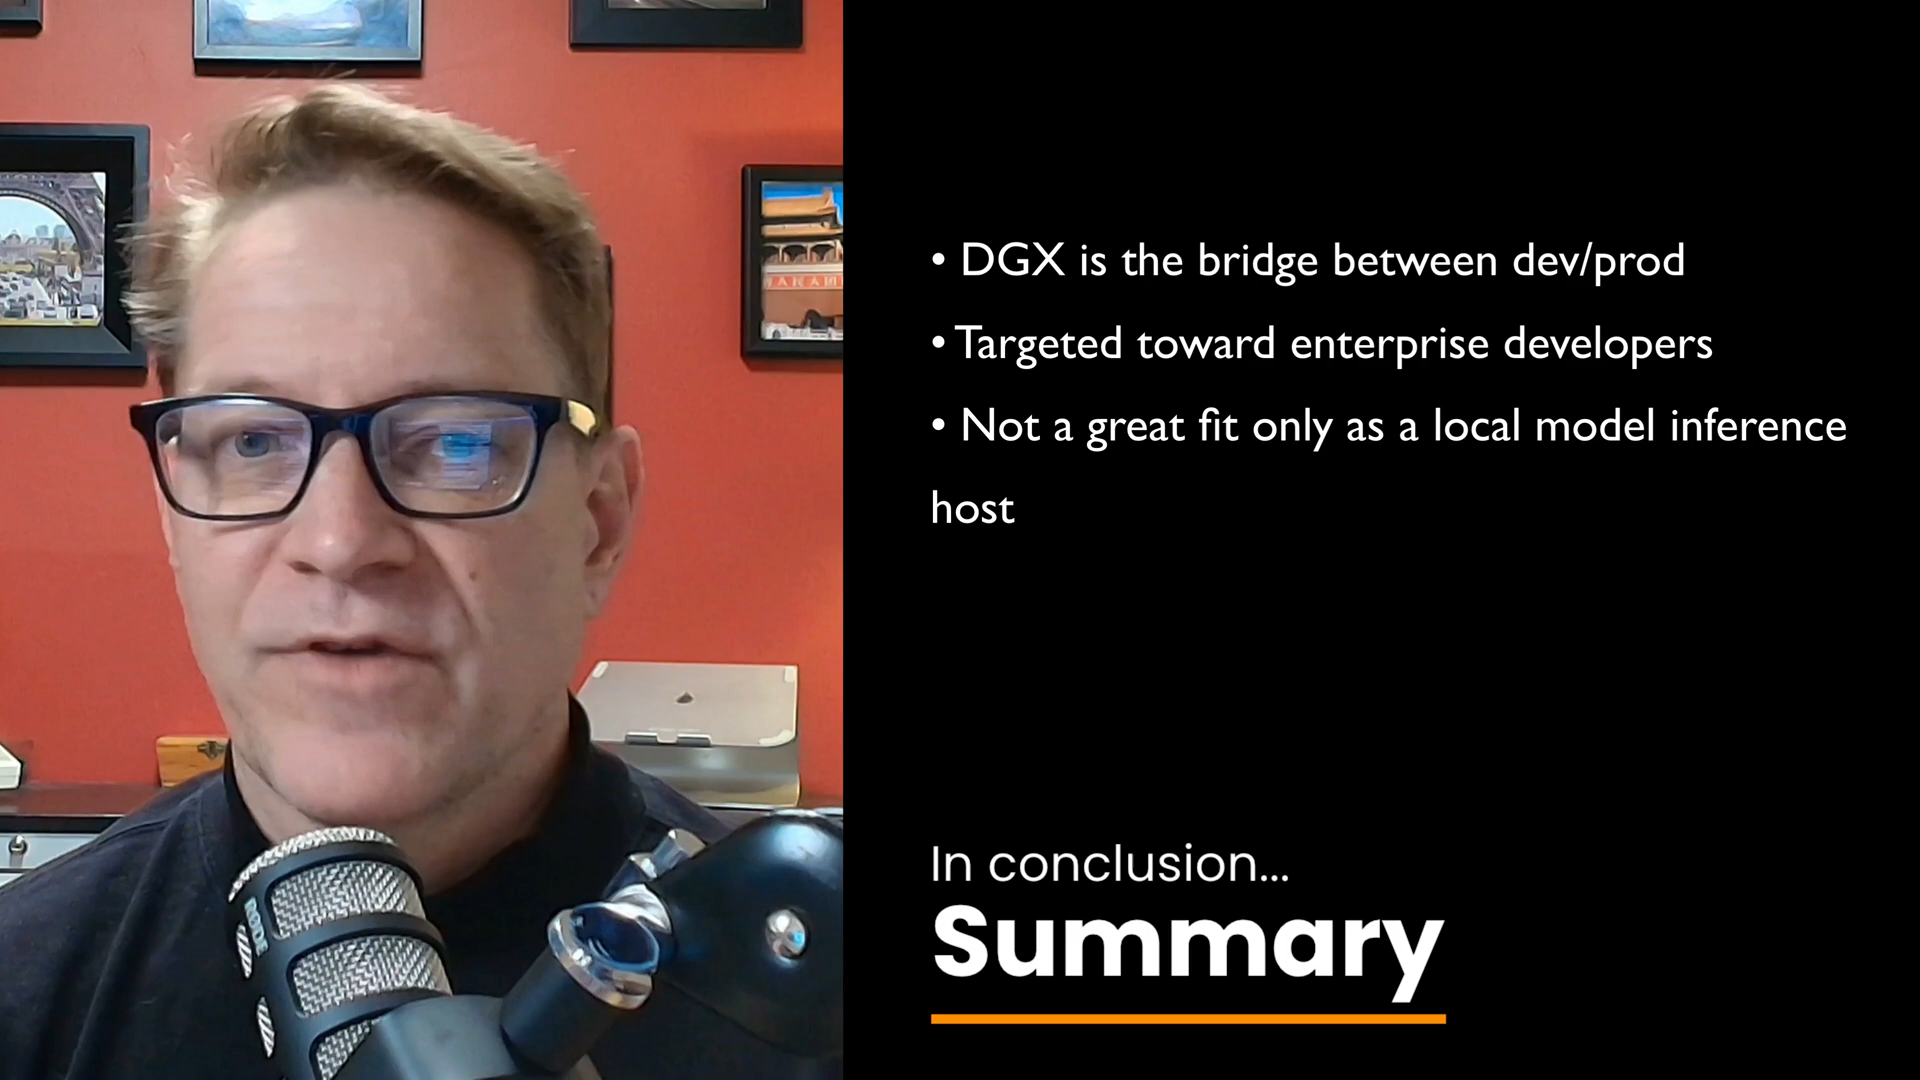 • DGX is the bridge between dev/prod
• Targeted toward enterprise developers
• Not a great fit only as a local model inference
host
In conclusion...
Summary
RODE